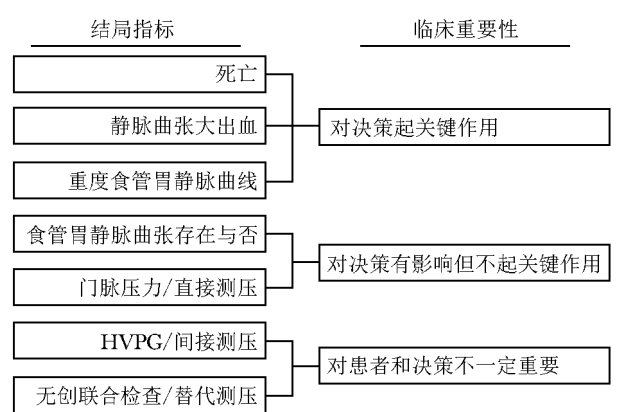 结局指标
临床重要性
死亡
静脉曲张大出血
对决策起关键作用
重度食管胃静脉曲线
食管胃静脉曲张存在与否
对决策有影响但不起关键作用
门脉压力/直接测压
HVPG/间接测压
对患者和决策不一定重要
无创联合检查/替代测压